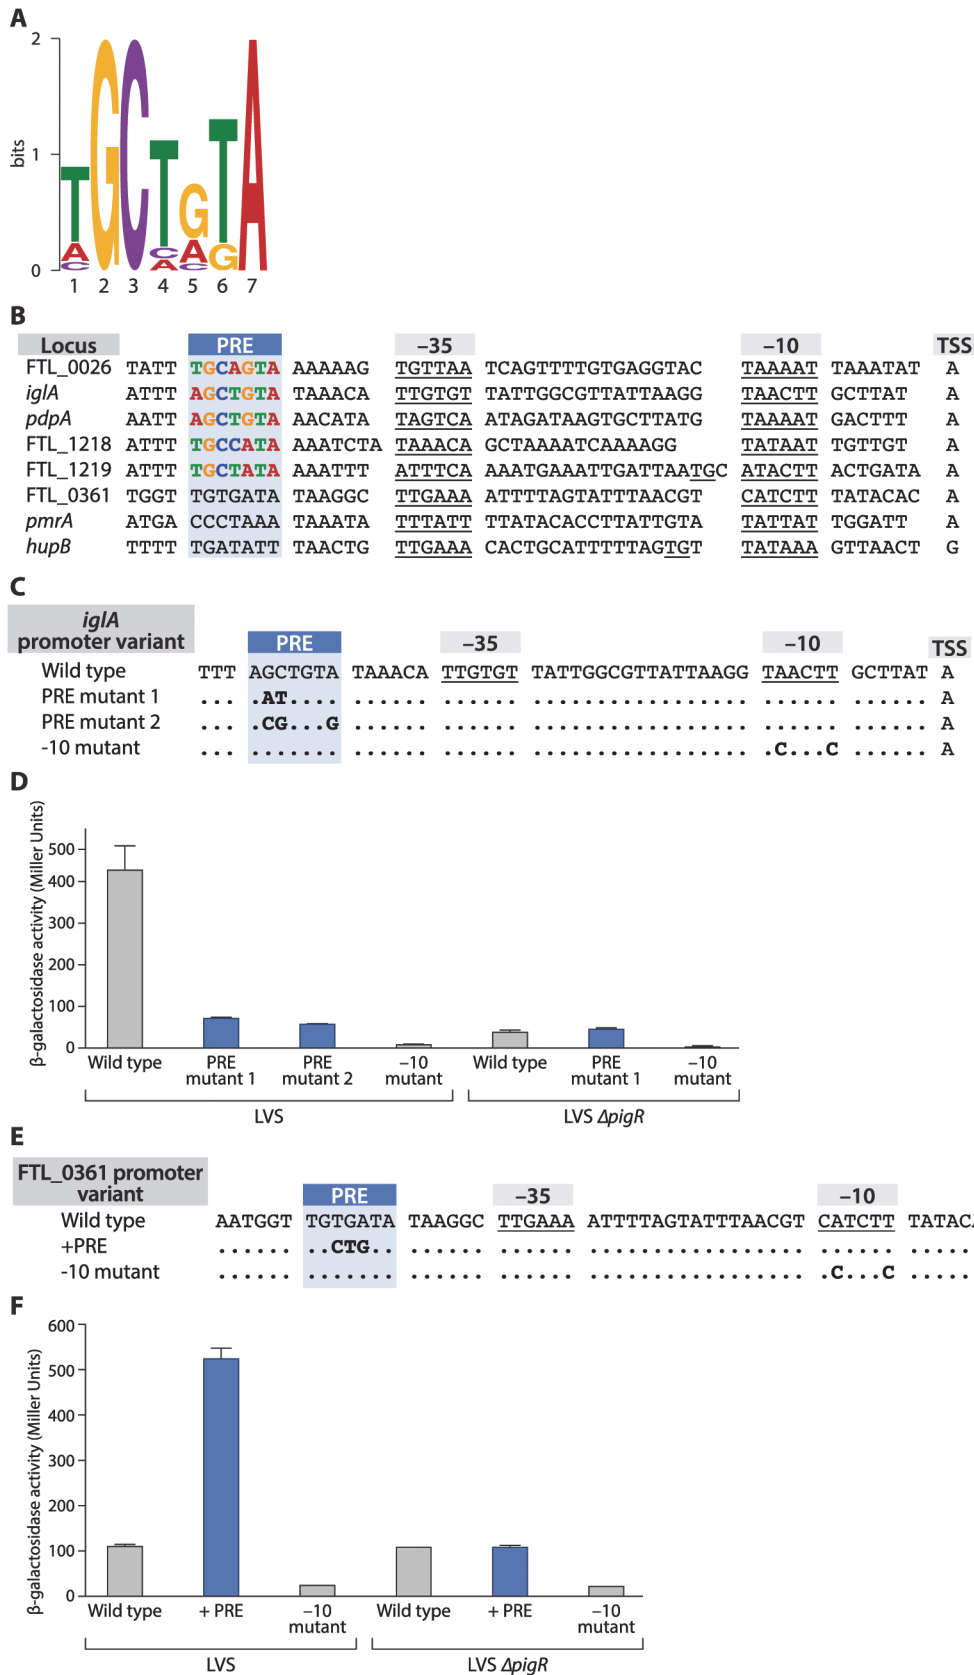 A
2
1
0
bits
T G C T G T A
A C A G
C A C
1 2 3 4 5 6 7
B
Locus PRE –35 –10 TSS
FTL_0026 TATT TGCAGTA AAAAAG TGTTAA TCAGTTTTGTGAGGTAC TAAAAT TAAATAT A
iglA ATTT AGCTGTA TAAACA TTGTGT TATTGGCGTTATTAAGG TAACTT GCTTAT A
pdpA AATT AGCTGTA AACATA TAGTCA ATAGATAAGTGCTTATG TAAAAT GACTTT A
FTL_1218 ATTT TGCCATA AAATCTA TAAACA GCTAAAATCAAAAGG TATAAT TGTTGT A
FTL_1219 ATTT TGCTATA AAATTT ATTTCA AAATGAAATTGATTAATGC ATACTT ACTGATA A
FTL_0361 TGGT TGTGATA TAAGGC TTGAAA ATTTTAGTATTTAACGT CATCTT TATACAC A
pmrA ATGA CCCTAAA TAAATA TTTATT TTATACACCTTATTGTA TATTAT TGGATT A
hupB TTTT TGATATT TAACTG TTGAAA CACTGCATTTTTAGTGT TATAAA GTTAACT G
C
iglA
promoter variant PRE –35 –10 TSS
Wild type TTT AGCTGTA TAAACA TTGTGT TATTGGCGTTATTAAGG TAACTT GCTTAT A
PRE mutant 1 ... .AT.... ...... ...... ................. ...... ...... A
PRE mutant 2 ... .CG...G ...... ...... ................. ...... ...... A
-10 mutant ... ....... ...... ...... ................. .C...C ...... A
D
β-galactosidase activity (Miller Units)
500
400
300
200
100
0
Wild type PRE mutant 1 PRE mutant 2 –10 mutant Wild type PRE mutant 1 –10 mutant
LVS LVS ΔpigR
E
FTL_0361 promoter
variant PRE –35 –10
Wild type AATGGT TGTGATA TAAGGC TTGAAA ATTTTAGTATTTAACGT CATCTT TATAC
+PRE ...... ..CTG.. ...... ...... ................. ...... .....
-10 mutant ...... ....... ...... ...... ................. .C...C .....
F
β-galactosidase activity (Miller Units)
600
500
400
300
200
100
0
Wild type + PRE –10 mutant Wild type + PRE –10 mutant
LVS LVS ΔpigR